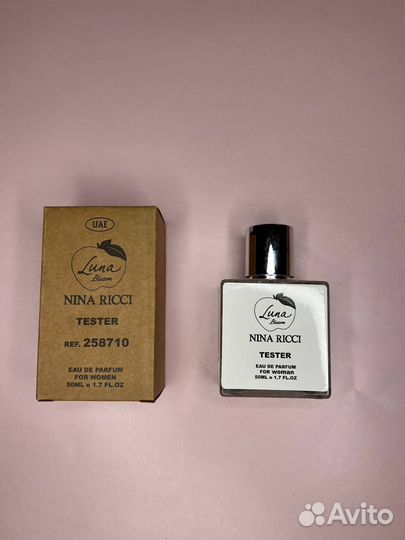 UAE
Luna
Blossom
NINA RICCI
TESTER
REF. 258710
EAU DE PARFUM
FOR WOMEN
50ML e 1.7 FL.OZ
Luna
Blossom
NINA RICCI
TESTER
EAU DE PARFUM
FOR woman
50ML e 1.7 FL.OZ
Avito